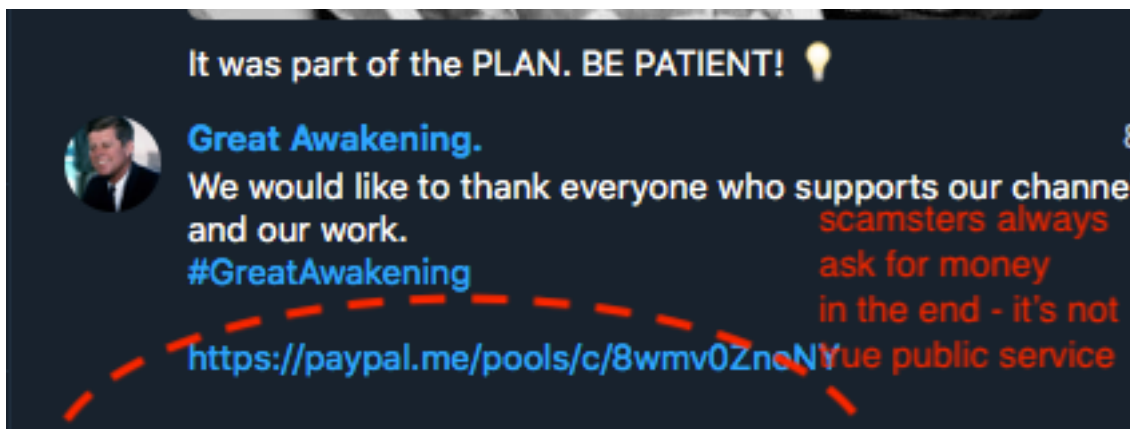 It was part of the PLAN. BE PATIENT! 💡
Great Awakening.
8
We would like to thank everyone who supports our channe
and our work.
#GreatAwakening
https://paypal.me/pools/c/8wmv0ZnoNY
scamsters always
ask for money
in the end - it's not
true public service